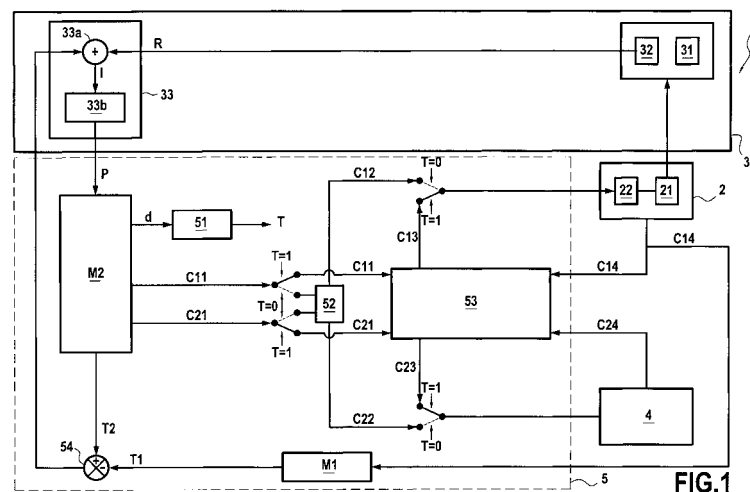 33a
R
32
31
I
33b
33
3
P
T=0
C12
22
21
2
d
51
T
T=1
C13
C14
M2
T=1
C11
C11
C14
52
53
T=0
C21
C21
C24
T=1
C23
T=1
4
T2
C22
T=0
54
+
-
T1
M1
5
FIG.1